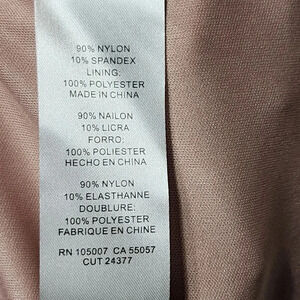 90% NYLON
10% SPANDEX
LINING:
100% POLYESTER
MADE IN CHINA
90% NAILON
10% LICRA
FORRO:
100% POLIESTER
HECHO EN CHINA
90% NYLON
10% ELASTHANNE
DOUBLURE:
100% POLYESTER
FABRIQUE EN CHINE
RN 105007 CA 55057
CUT 24377